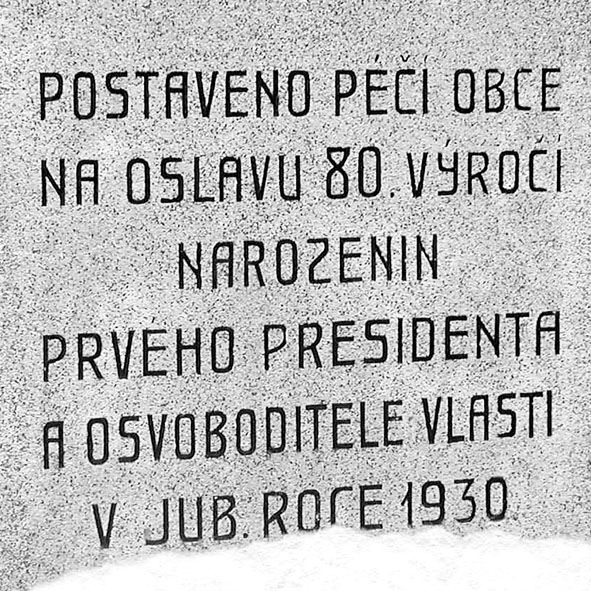 POSTAVENO PÉČÍ OBCE
NA OSLAVU 80. VÝROČÍ
NAROZENIN
PRVÉHO PRESIDENTA
A OSVOBODITELE VLASTI
V JUB. ROCE 1930